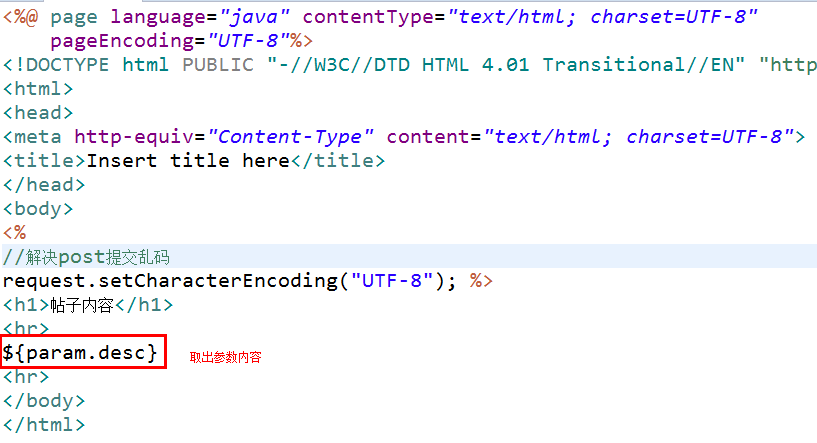 <%@ page language="java" contentType="text/html; charset=UTF-8"
pageEncoding="UTF-8"%>
<!DOCTYPE html PUBLIC "-//W3C//DTD HTML 4.01 Transitional//EN" "http
<html>
<head>
<meta http-equiv="Content-Type" content="text/html; charset=UTF-8">
<title>Insert title here</title>
</head>
<body>
<%
//解决post提交乱码
request.setCharacterEncoding("UTF-8"); %>
<h1>帖子内容</h1>
<hr>
${param.desc} 取出参数内容
<hr>
</body>
</html>